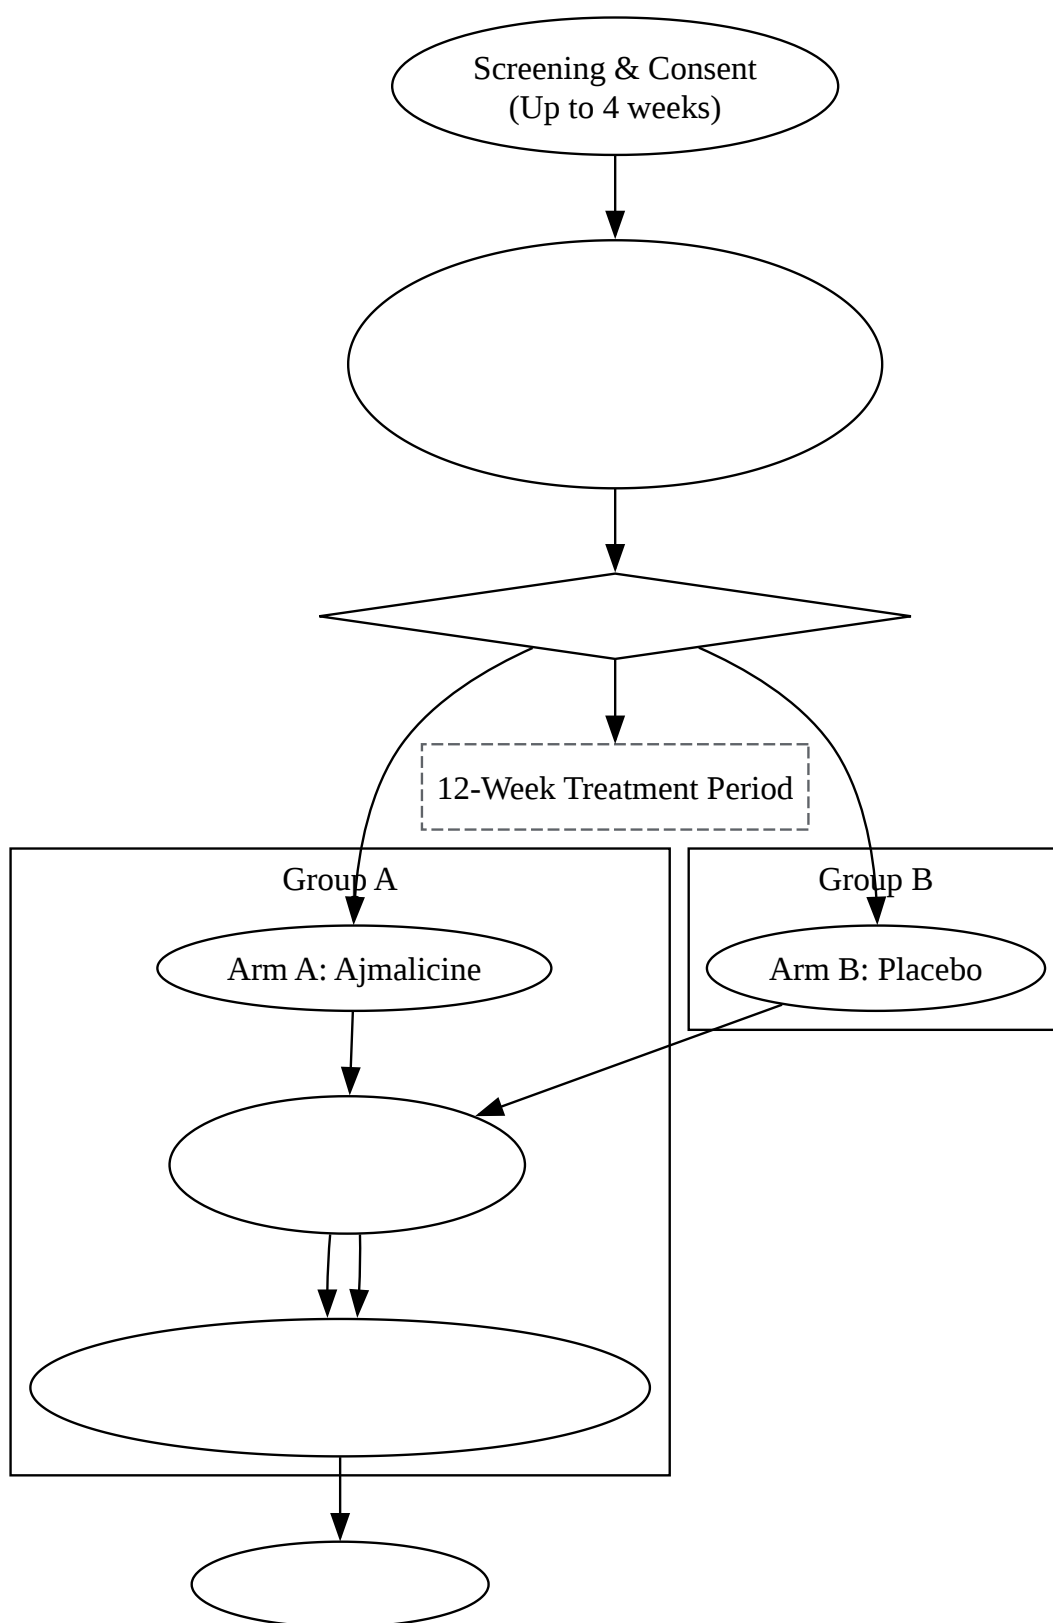 Screening & Consent
(Up to 4 weeks)
12-Week Treatment Period
Group A
Group B
Arm A: Ajmalicine
Arm B: Placebo